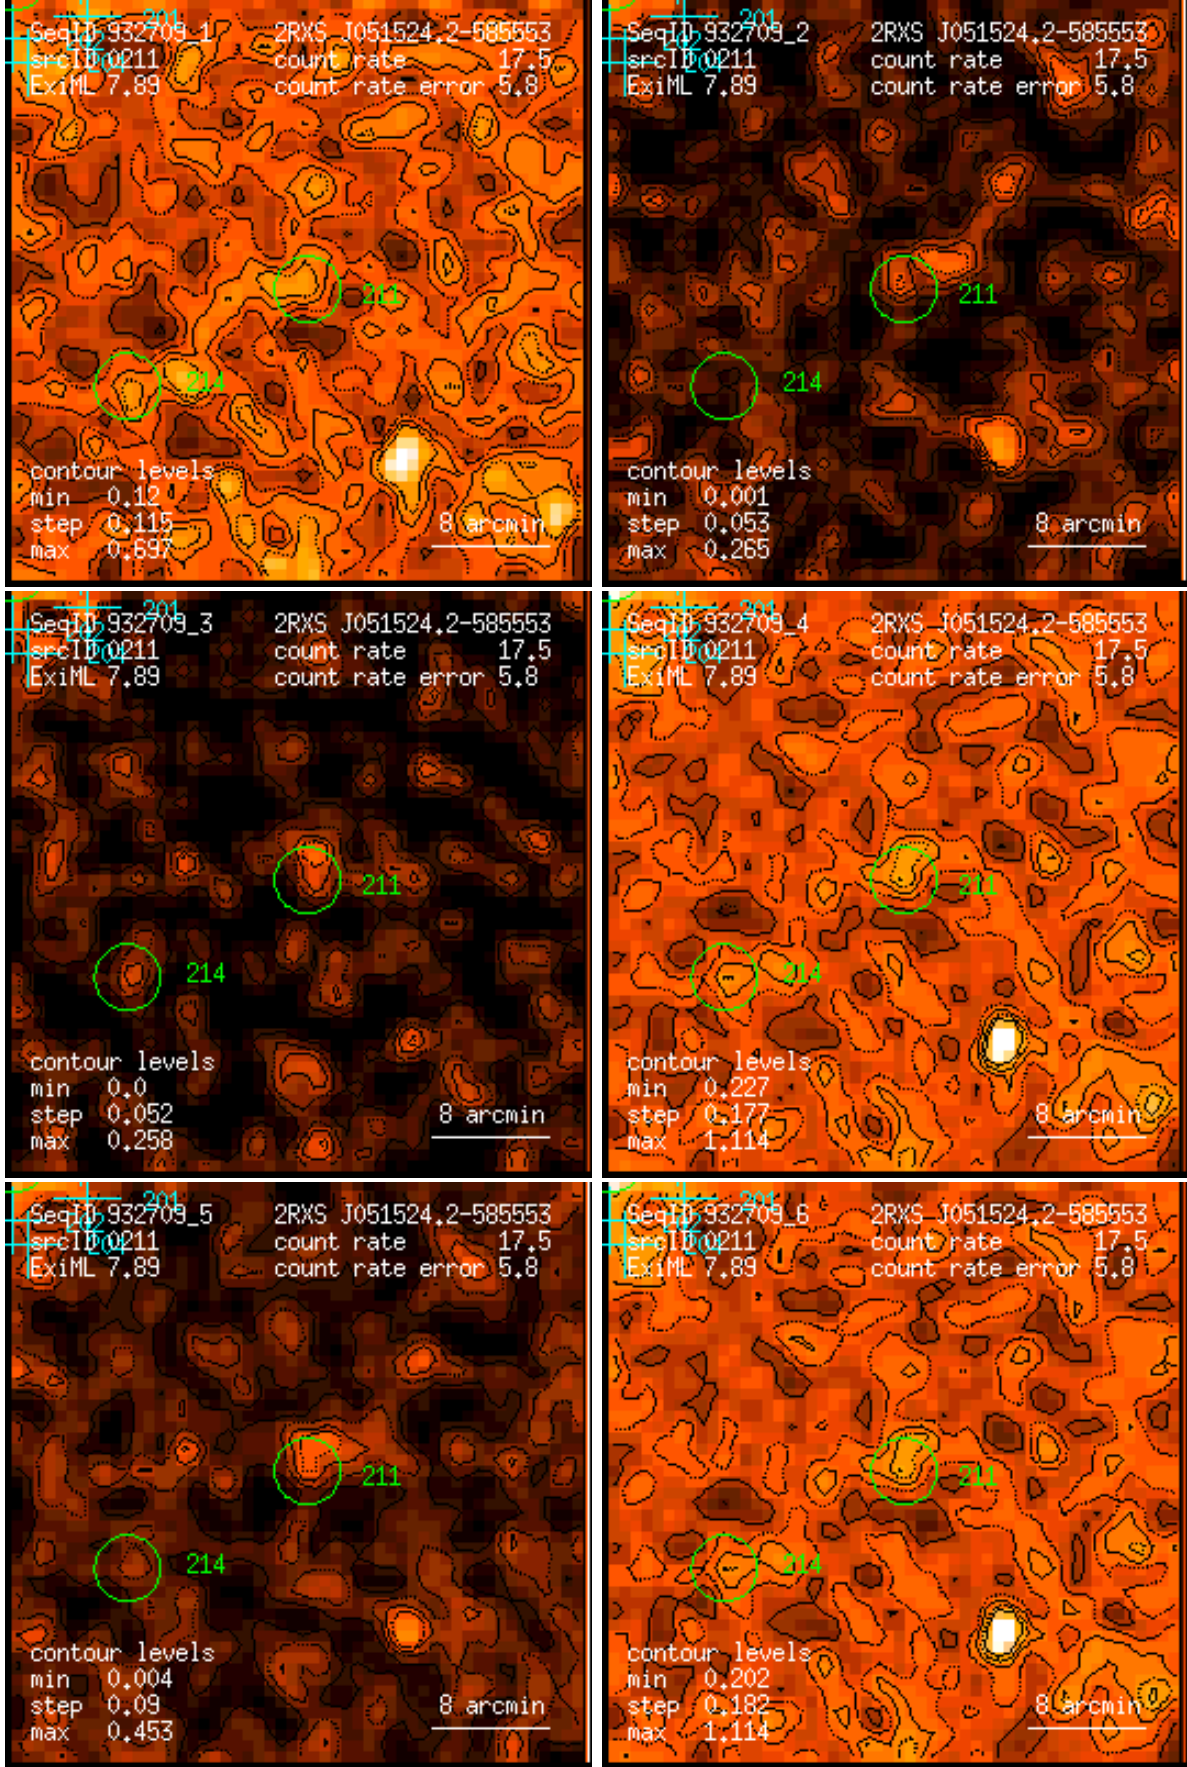 201
SeqID 932709_1 2RXS J051524.2-585553
srcID 0211 count rate 17.5
ExiML 7.89 count rate error 5.8
211
214
contour levels
min 0.12
step 0.115 8 arcmin
max 0.697
201
SeqID 932709_2 2RXS J051524.2-585553
srcID 0211 count rate 17.5
ExiML 7.89 count rate error 5.8
211
214
contour levels
min 0.001
step 0.053 8 arcmin
max 0.265
201
SeqID 932709_3 2RXS J051524.2-585553
srcID 0211 count rate 17.5
ExiML 7.89 count rate error 5.8
211
214
contour levels
min 0.0
step 0.052 8 arcmin
max 0.258
201
SeqID 932709_4 2RXS J051524.2-585553
srcID 0211 count rate 17.5
ExiML 7.89 count rate error 5.8
211
214
contour levels
min 0.227
step 0.177 8 arcmin
max 1.114
201
SeqID 932709_5 2RXS J051524.2-585553
srcID 0211 count rate 17.5
ExiML 7.89 count rate error 5.8
211
214
contour levels
min 0.004
step 0.09 8 arcmin
max 0.453
201
SeqID 932709_6 2RXS J051524.2-585553
srcID 0211 count rate 17.5
ExiML 7.89 count rate error 5.8
211
214
contour levels
min 0.202
step 0.182 8 arcmin
max 1.114